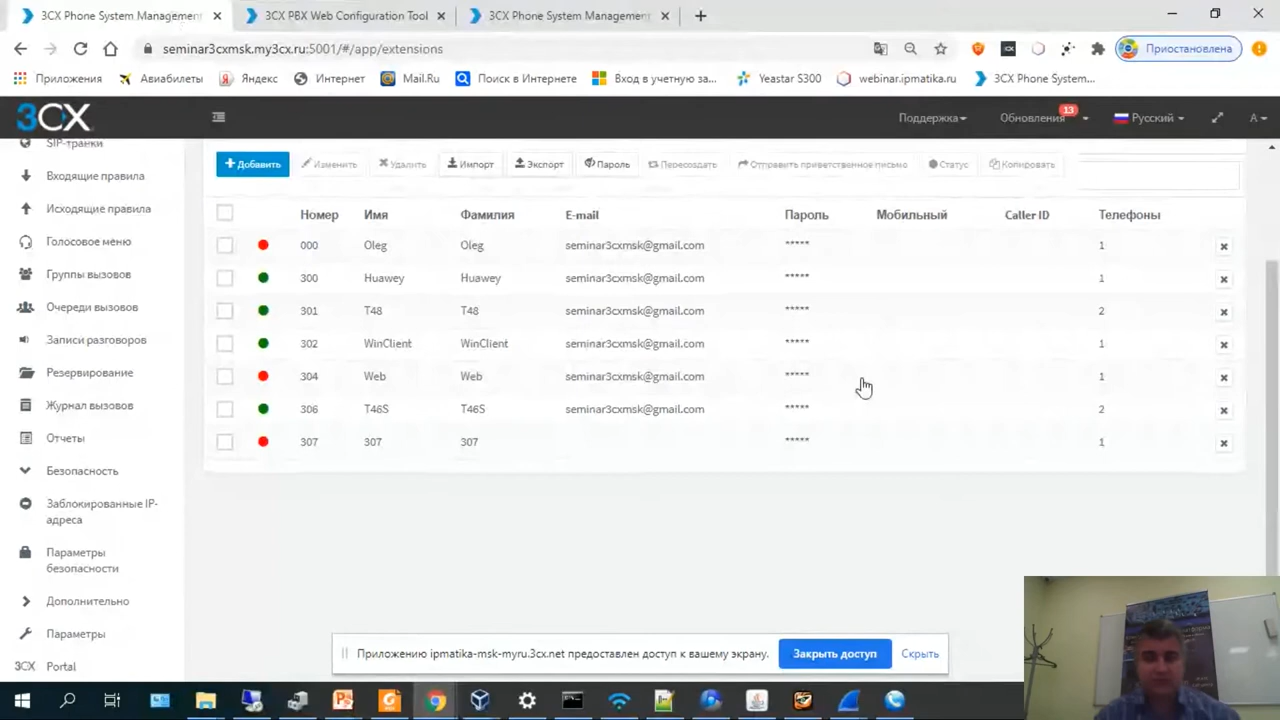 3CX Phone System Management
3CX PBX Web Configuration Tool
3CX Phone System Management
seminar3cxmsk.my3cx.ru:5001/#/app/extensions
Приостановлена
Приложения
Авиабилеты
Яндекс
Интернет
Mail.Ru
Поиск в Интернете
Вход в учетную за...
Yeastar S300
webinar.ipmatika.ru
3CX Phone System...
3CX
Поддержка
Обновления
13
Русский
A
SIP-транки
Входящие правила
Исходящие правила
Голосовое меню
Группы вызовов
Очереди вызовов
Записи разговоров
Резервирование
Журнал вызовов
Отчеты
Безопасность
Заблокированные IP-
адреса
Параметры
безопасности
Дополнительно
Параметры
3CX Portal
+ Добавить
Изменить
Удалить
Импорт
Экспорт
Пароль
Пересоздать
Отправить приветственное письмо
Статус
Копировать
Номер Имя Фамилия E-mail Пароль Мобильный Caller ID Телефоны
000 Oleg Oleg seminar3cxmsk@gmail.com ***** 1
300 Huawey Huawey seminar3cxmsk@gmail.com ***** 1
301 T48 T48 seminar3cxmsk@gmail.com ***** 2
302 WinClient WinClient seminar3cxmsk@gmail.com ***** 1
304 Web Web seminar3cxmsk@gmail.com ***** 1
306 T46S T46S seminar3cxmsk@gmail.com ***** 2
307 307 307 ***** 1
Приложению ipmatika-msk-myru.3cx.net предоставлен доступ к вашему экрану.
Закрыть доступ
Скрыть